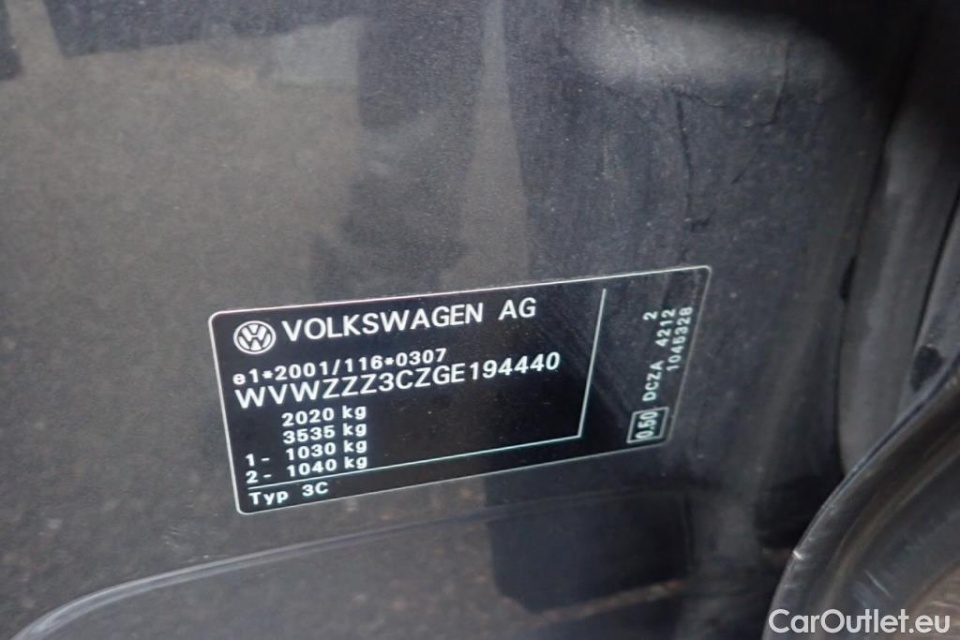 VOLKSWAGEN AG
e1*2001/116*0307
WVWZZZ3CZGE194440
2020 kg
3535 kg
1- 1030 kg
2- 1040 kg
Typ 3C
0.50 DCZA 4212 2
1045328
CarOutlet.eu